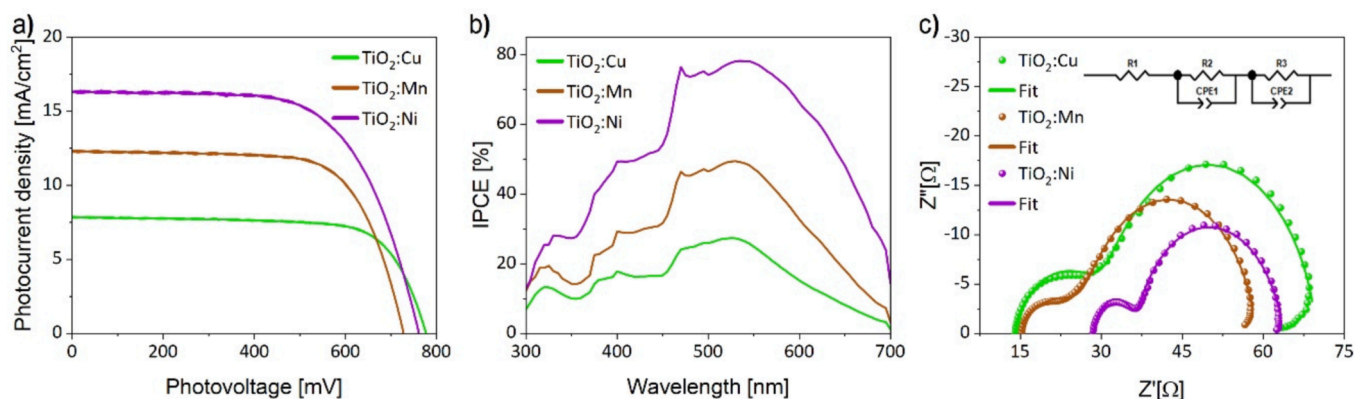 a)
Photocurrent density [mA/cm²]
20
15
10
5
0
TiO₂:Cu
TiO₂:Mn
TiO₂:Ni
0 200 400 600 800
Photovoltage [mV]
b)
IPCE [%]
80
60
40
20
0
TiO₂:Cu
TiO₂:Mn
TiO₂:Ni
300 400 500 600 700
Wavelength [nm]
c)
Z''[Ω]
-30
-25
-20
-15
-10
-5
0
TiO₂:Cu
Fit
TiO₂:Mn
Fit
TiO₂:Ni
Fit
R1 R2 R3
CPE1 CPE2
15 30 45 60 75
Z'[Ω]